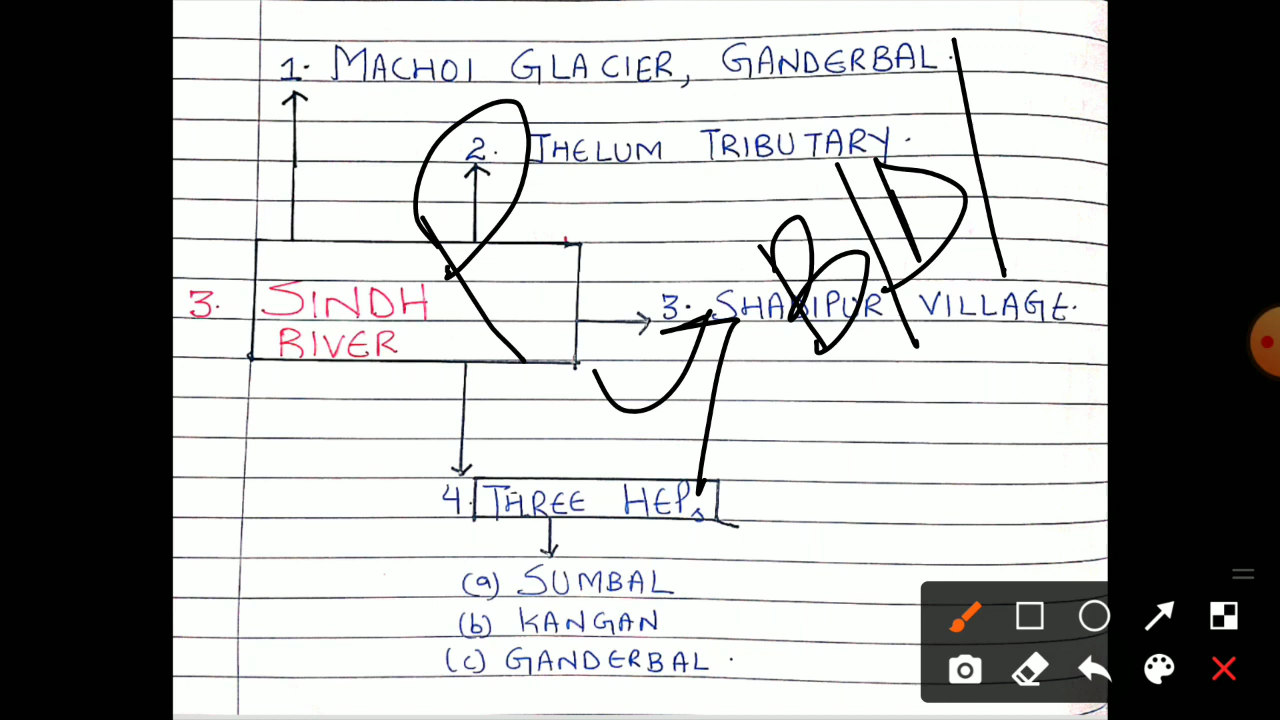 1. MACHOI GLACIER, GANDERBAL.
2. JHELUM TRIBUTARY.
3. SINDH RIVER
3. SHADIPUR VILLAGE.
4. THREE HEPs
(a) SUMBAL
(b) KANGAN
(c) GANDERBAL.